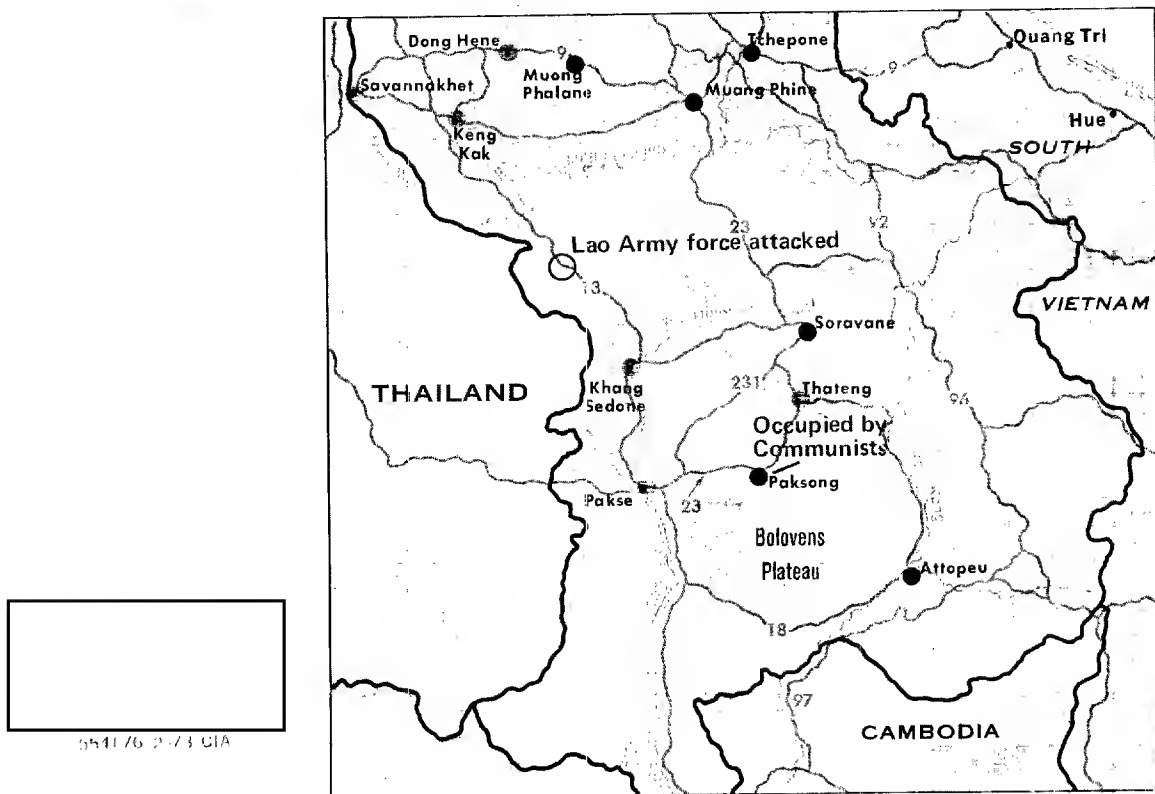 Dong Hene
9
Tchepone
Quang Tri
Savannakhet
Muong
Phalane
Muang Phine
9
Hue
Keng
Kak
SOUTH
23
92
Lao Army force attacked
13
VIETNAM
Soravane
THAILAND
Khang
Sedone
231
Thateng
96
Occupied by
Communists
Pakse
23
Paksong
Bolovens
Plateau
Attopeu
18
97
CAMBODIA
CIA